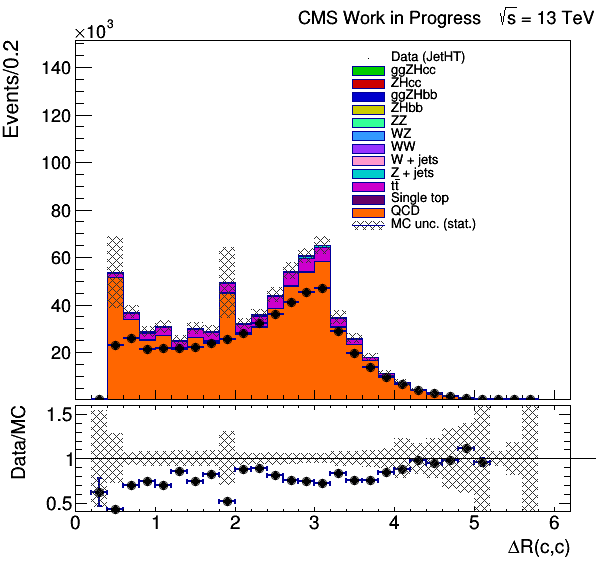 CMS Work in Progress √s = 13 TeV
×10³
Events/0.2
140
120
100
80
60
40
20
Data (JetHT)
ggZHcc
ZHcc
ggZHbb
ZHbb
ZZ
WZ
WW
W + jets
Z + jets
tt̄
Single top
QCD
MC unc. (stat.)
Data/MC
1.5
1
0.5
0 1 2 3 4 5 6
ΔR(c,c)